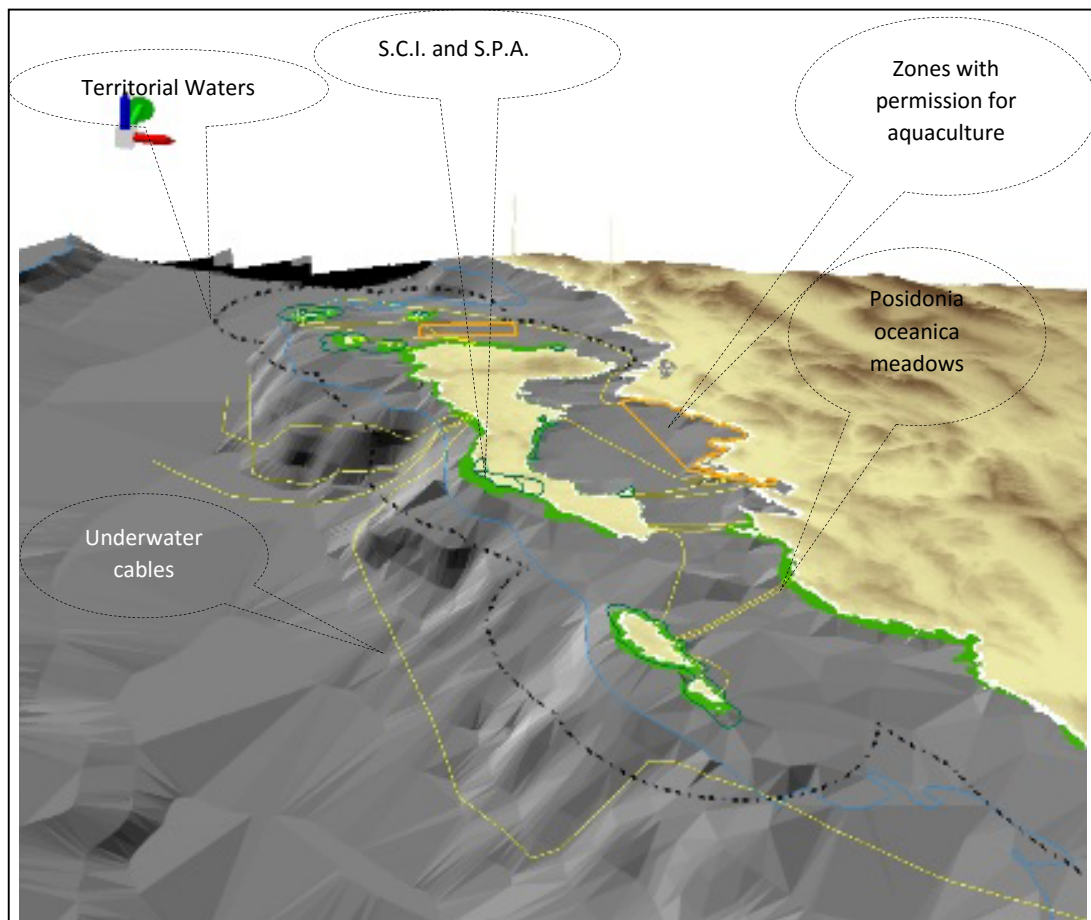 S.C.I. and S.P.A.
Territorial Waters
Zones with
permission for
aquaculture
Posidonia
oceanica
meadows
Underwater
cables